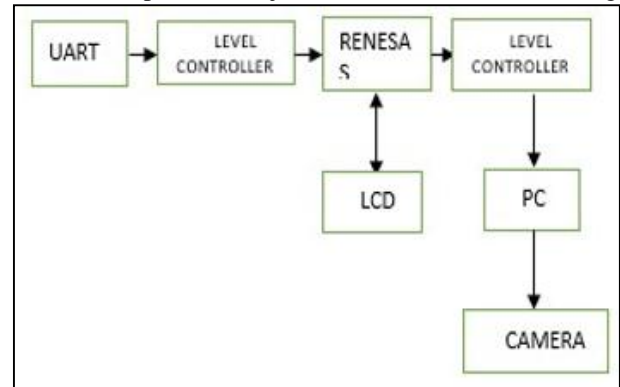 UART
LEVEL
CONTROLLER
RENESA
S
LEVEL
CONTROLLER
LCD
PC
CAMERA